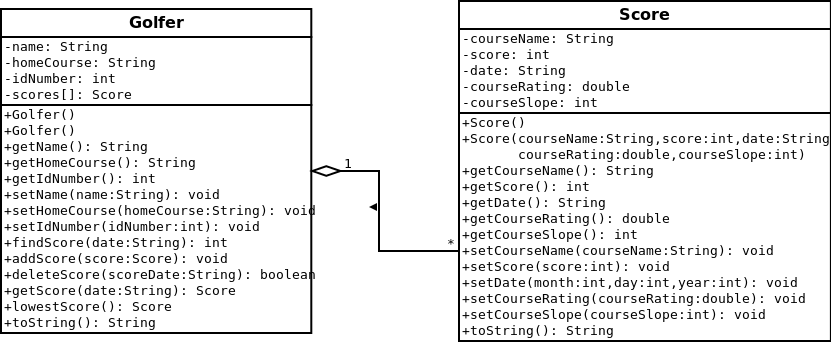 Golfer
-name: String
-homeCourse: String
-idNumber: int
-scores[]: Score
+Golfer()
+Golfer()
+getName(): String
+getHomeCourse(): String
+getIdNumber(): int
+setName(name:String): void
+setHomeCourse(homeCourse:String): void
+setIdNumber(idNumber:int): void
+findScore(date:String): int
+addScore(score:Score): void
+deleteScore(scoreDate:String): boolean
+getScore(date:String): Score
+lowestScore(): Score
+toString(): String
1
*
Score
-courseName: String
-score: int
-date: String
-courseRating: double
-courseSlope: int
+Score()
+Score(courseName:String,score:int,date:String
courseRating:double,courseSlope:int)
+getCourseName(): String
+getScore(): int
+getDate(): String
+getCourseRating(): double
+getCourseSlope(): int
+setCourseName(courseName:String): void
+setScore(score:int): void
+setDate(month:int,day:int,year:int): void
+setCourseRating(courseRating:double): void
+setCourseSlope(courseSlope:int): void
+toString(): String